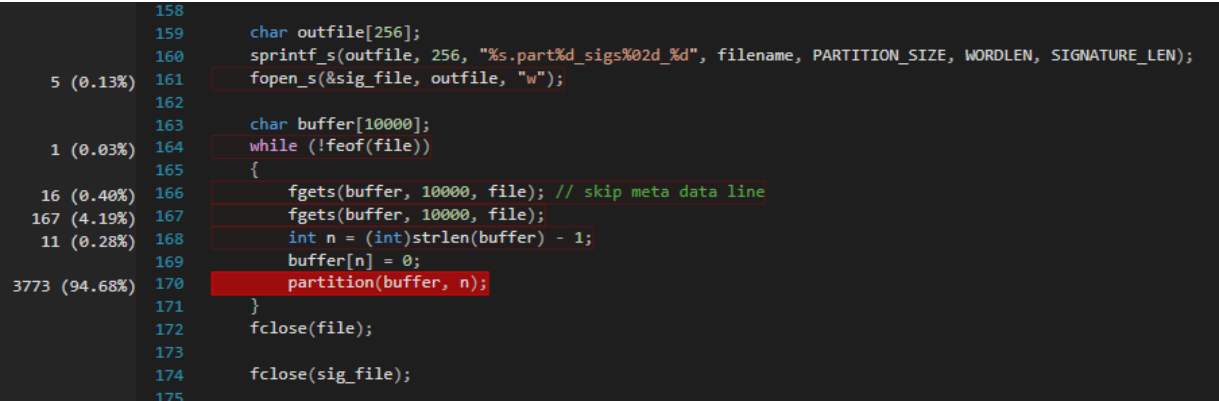 158
159 char outfile[256];
160 sprintf_s(outfile, 256, "%s.part%d_sigs%02d_%d", filename, PARTITION_SIZE, WORDLEN, SIGNATURE_LEN);
5 (0.13%) 161 fopen_s(&sig_file, outfile, "w");
162
163 char buffer[10000];
1 (0.03%) 164 while (!feof(file))
165 {
16 (0.40%) 166 fgets(buffer, 10000, file); // skip meta data line
167 (4.19%) 167 fgets(buffer, 10000, file);
11 (0.28%) 168 int n = (int)strlen(buffer) - 1;
169 buffer[n] = 0;
3773 (94.68%) 170 partition(buffer, n);
171 }
172 fclose(file);
173
174 fclose(sig_file);
175